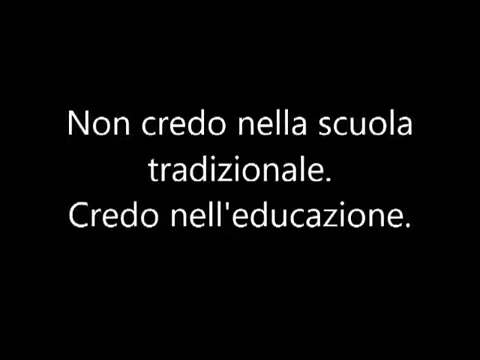 Non credo nella scuola
tradizionale.
Credo nell'educazione.